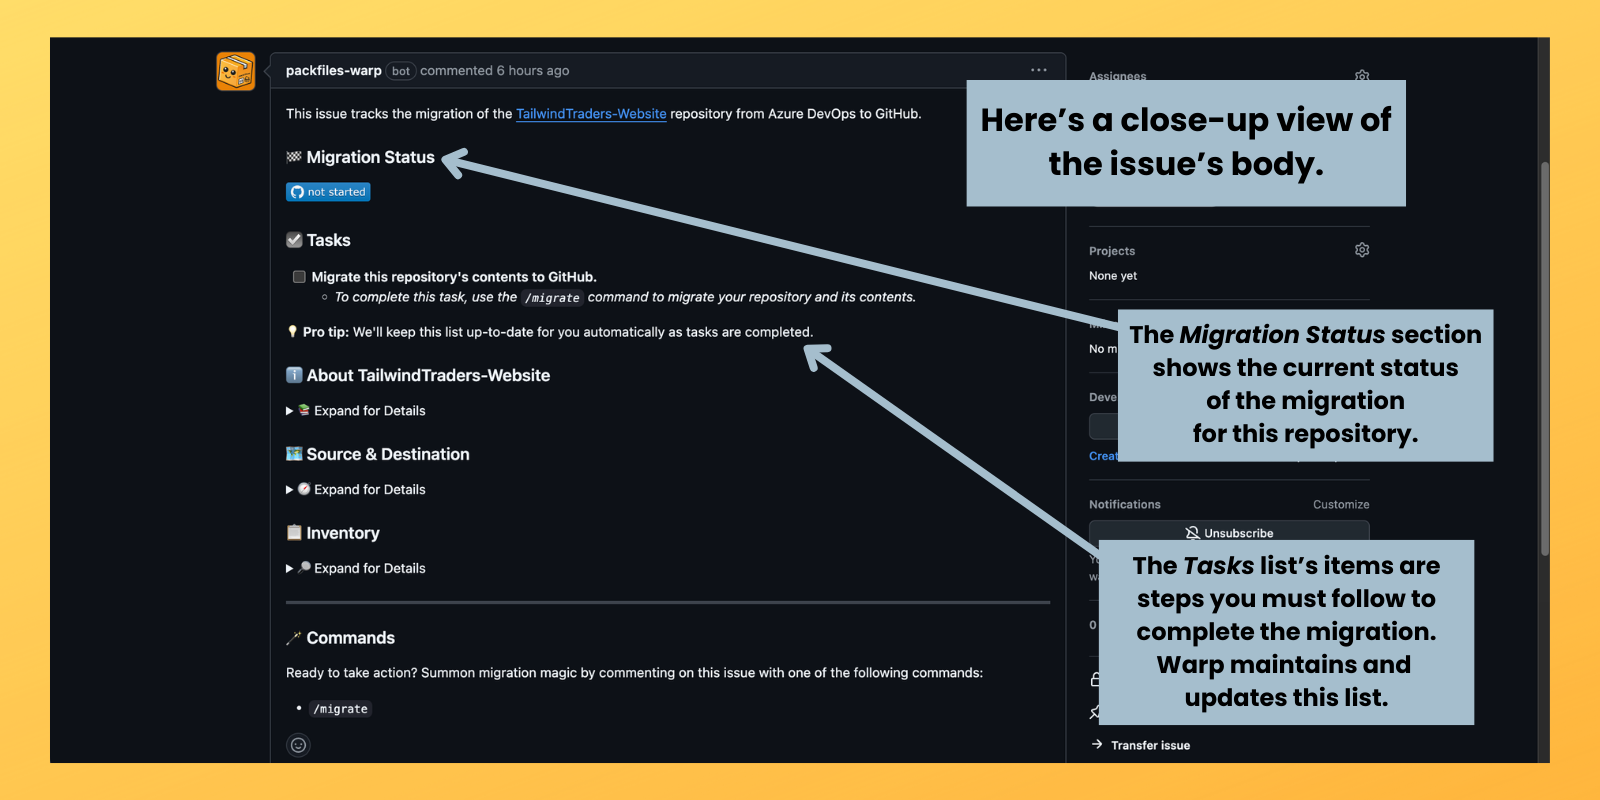 packfiles-warp bot commented 6 hours ago
This issue tracks the migration of the TailwindTraders-Website repository from Azure DevOps to GitHub.
Migration Status
not started
Tasks
Migrate this repository's contents to GitHub.
To complete this task, use the /migrate command to migrate your repository and its contents.
Pro tip: We'll keep this list up-to-date for you automatically as tasks are completed.
About TailwindTraders-Website
Expand for Details
Source & Destination
Expand for Details
Inventory
Expand for Details
Commands
Ready to take action? Summon migration magic by commenting on this issue with one of the following commands:
/migrate
Assignees
Here's a close-up view of
the issue's body.
Projects
None yet
The Migration Status section
shows the current status
of the migration
for this repository.
Notifications Customize
Unsubscribe
The Tasks list's items are
steps you must follow to
complete the migration.
Warp maintains and
updates this list.
0
Transfer issue